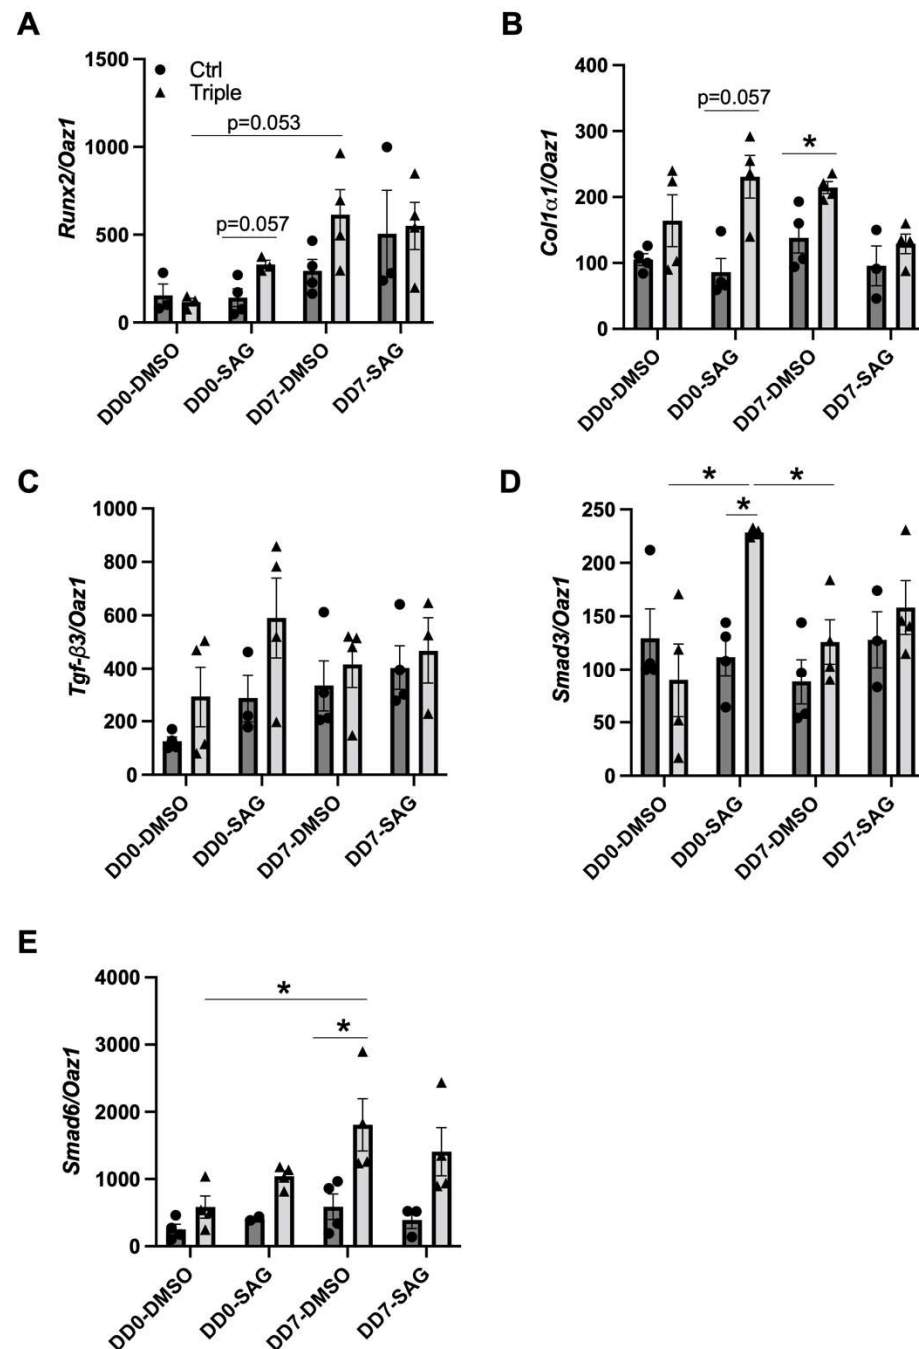 A
1500
1000
500
0
Runx2/Oaz1
Ctrl
Triple
p=0.053
p=0.057
DD0-DMSO
DD0-SAG
DD7-DMSO
DD7-SAG
B
400
300
200
100
0
Col1α1/Oaz1
p=0.057
*
DD0-DMSO
DD0-SAG
DD7-DMSO
DD7-SAG
C
1000
800
600
400
200
0
Tgf-β3/Oaz1
DD0-DMSO
DD0-SAG
DD7-DMSO
DD7-SAG
D
250
200
150
100
50
0
Smad3/Oaz1
* *
*
DD0-DMSO
DD0-SAG
DD7-DMSO
DD7-SAG
E
4000
3000
2000
1000
0
Smad6/Oaz1
*
*
DD0-DMSO
DD0-SAG
DD7-DMSO
DD7-SAG